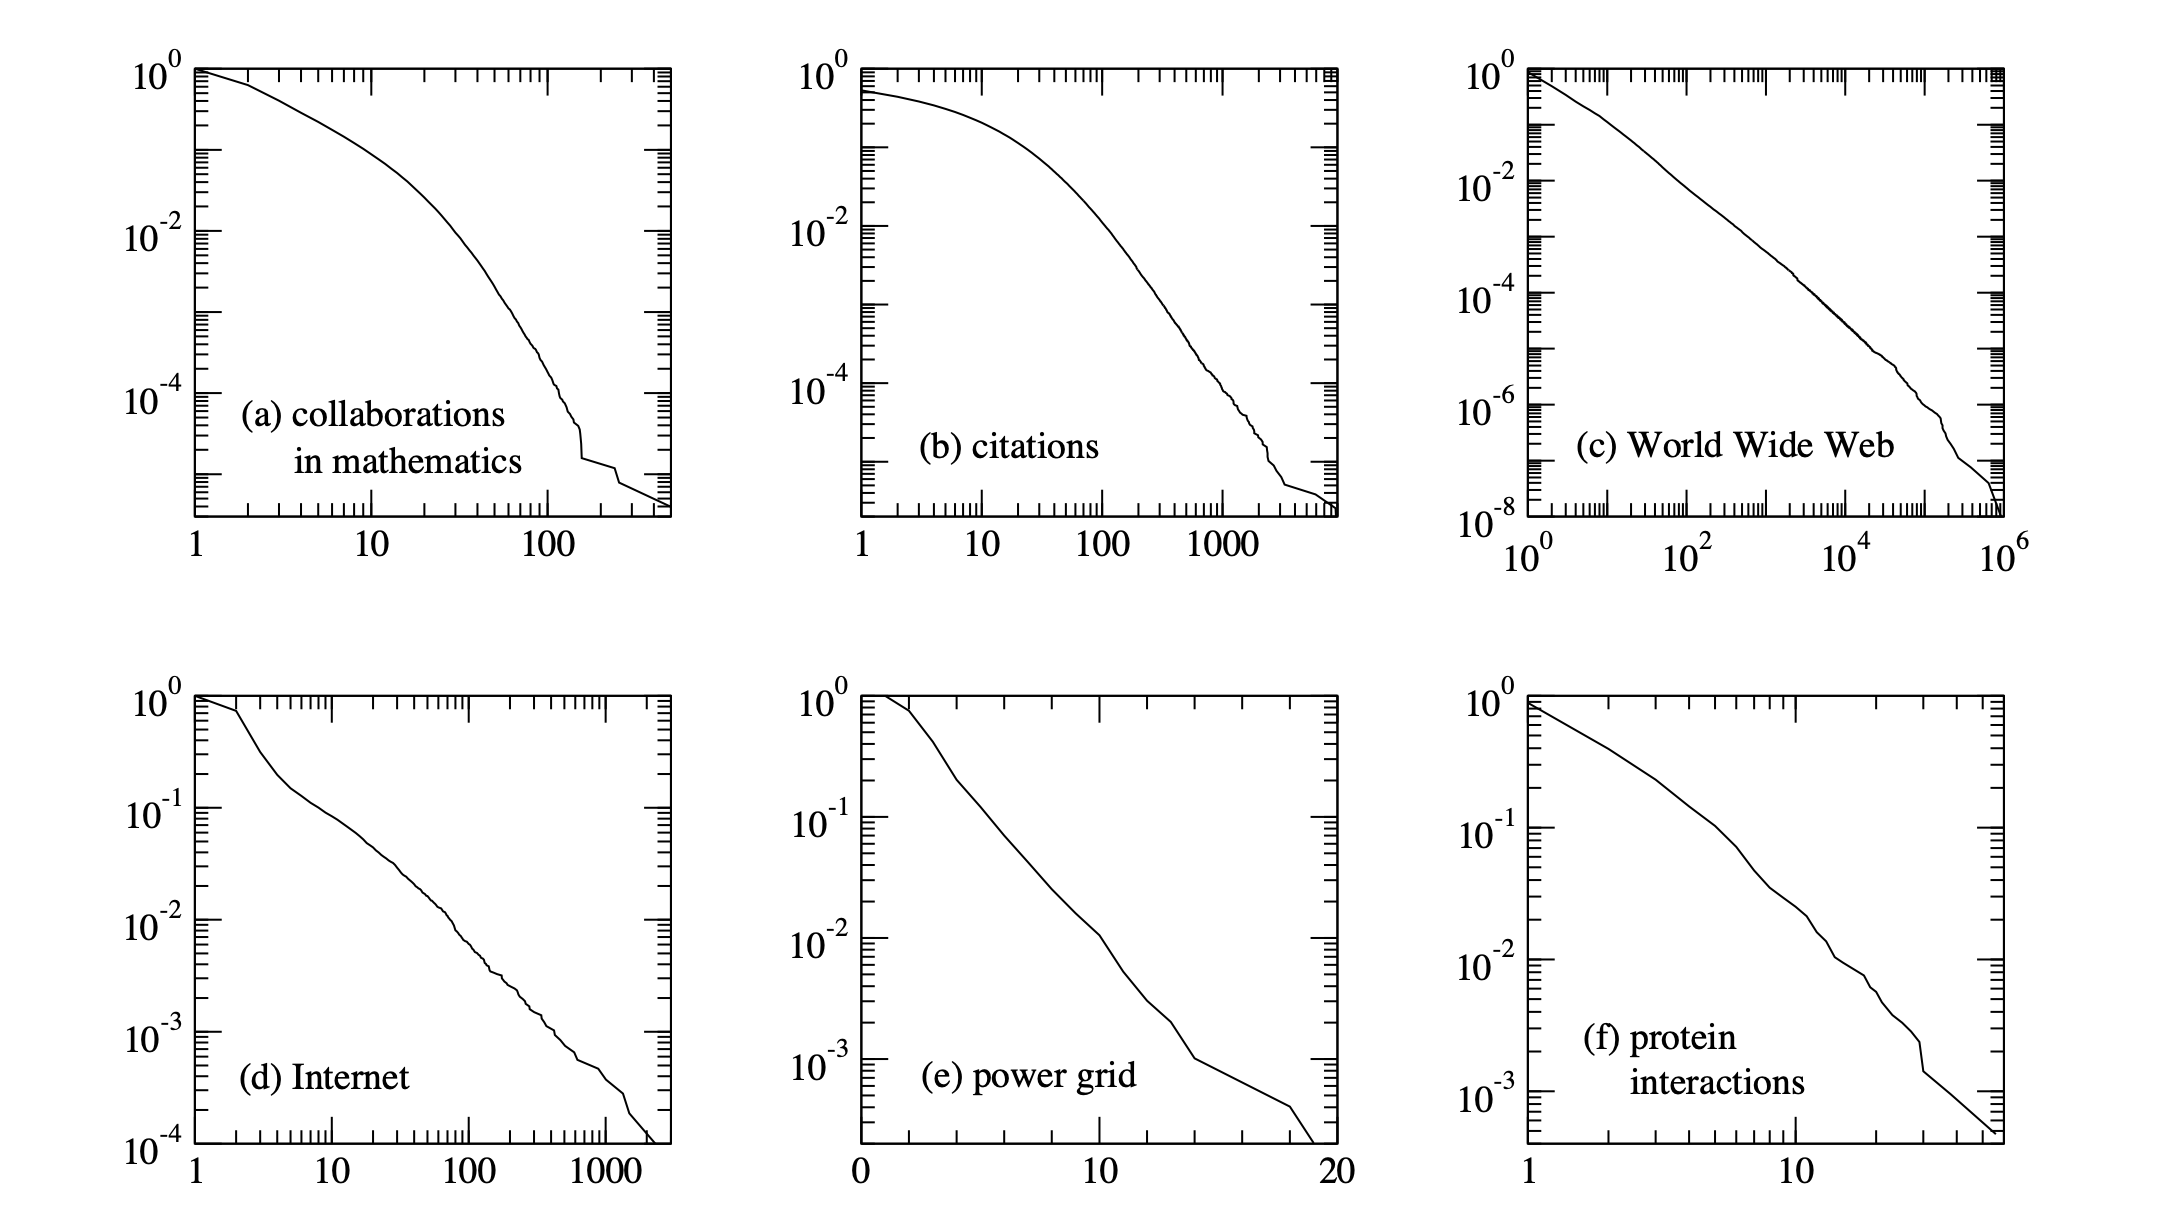 10^0
10^-2
10^-4
(a) collaborations
in mathematics
1 10 100
10^0
10^-2
10^-4
(b) citations
1 10 100 1000
10^0
10^-2
10^-4
10^-6
10^-8
(c) World Wide Web
10^0 10^2 10^4 10^6
10^0
10^-1
10^-2
10^-3
10^-4
(d) Internet
1 10 100 1000
10^0
10^-1
10^-2
10^-3
(e) power grid
0 10 20
10^0
10^-1
10^-2
10^-3
(f) protein
interactions
1 10